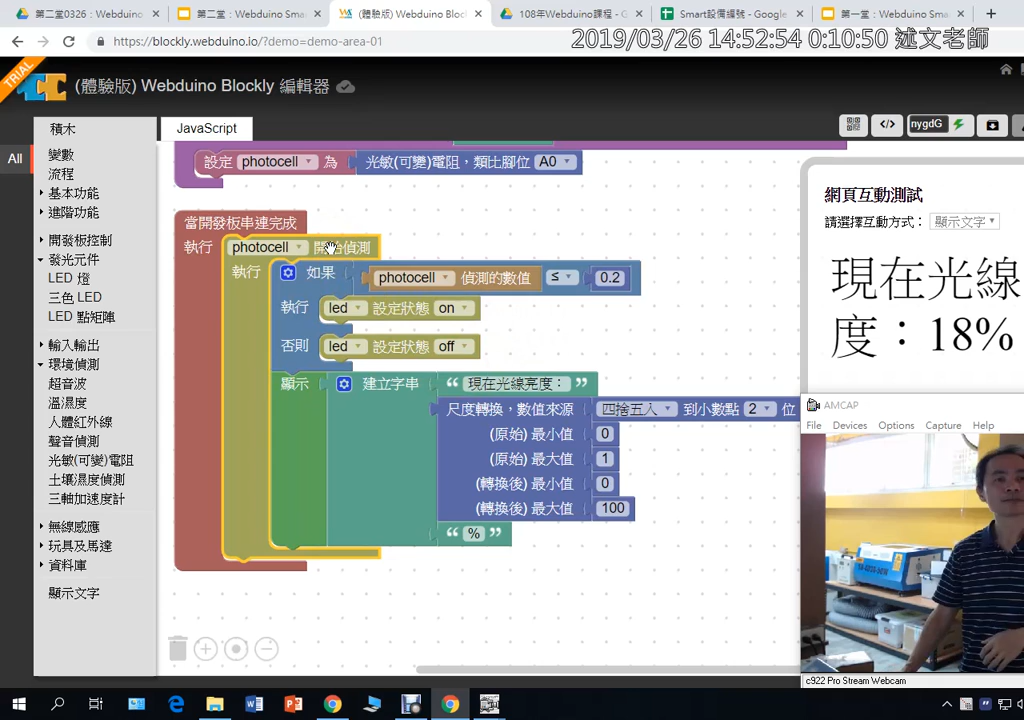 第二堂0326：Webduino
第二堂：Webduino Sma
(體驗版) Webduino Bloc
108年Webduino課程 - G
Smart設備編號 - Google
第一堂：Webduino Sma
https://blockly.webduino.io/?demo=demo-area-01
2019/03/26 14:52:54 0:10:50 述文老師
TRIAL
(體驗版) Webduino Blockly 編輯器
All
積木
JavaScript
nygdG
變數
流程
基本功能
進階功能
開發板控制
發光元件
LED 燈
三色 LED
LED 點矩陣
輸入輸出
環境偵測
超音波
溫濕度
人體紅外線
聲音偵測
光敏(可變)電阻
土壤濕度偵測
三軸加速度計
無線感應
玩具及馬達
資料庫
顯示文字
設定 photocell 為 光敏(可變)電阻，類比腳位 A0
當開發板串連完成
執行 photocell 開始偵測
執行 如果 photocell 偵測的數值 ≤ 0.2
執行 led 設定狀態 on
否則 led 設定狀態 off
顯示 建立字串 “ 現在光線亮度： ”
尺度轉換，數值來源 四捨五入 到小數點 2 位
(原始) 最小值 0
(原始) 最大值 1
(轉換後) 最小值 0
(轉換後) 最大值 100
“ % ”
網頁互動測試
請選擇互動方式： 顯示文字
現在光線
度：18%
AMCAP
File Devices Options Capture Help
c922 Pro Stream Webcam